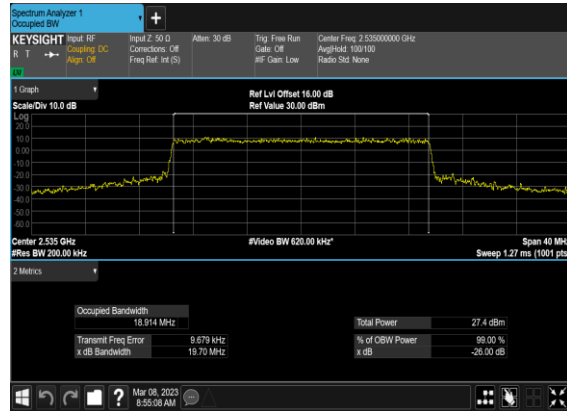 Spectrum Analyzer 1
Occupied BW
+
KEYSIGHT
R T
LW
Input: RF
Coupling: DC
Align: Off
Input Z: 50 Ω
Corrections: Off
Freq Ref: Int (S)
Atten: 30 dB
Trig: Free Run
Gate: Off
#IF Gain: Low
Center Freq: 2.535000000 GHz
Avg|Hold: 100/100
Radio Std: None
1 Graph
Scale/Div 10.0 dB
Ref Lvl Offset 16.00 dB
Ref Value 30.00 dBm
Log
20.0
10.0
0.00
-10.0
-20.0
-30.0
-40.0
-50.0
-60.0
Center 2.535 GHz
#Res BW 200.00 kHz
#Video BW 620.00 kHz*
Span 40 MHz
Sweep 1.27 ms (1001 pts
2 Metrics
Occupied Bandwidth
18.914 MHz
Transmit Freq Error 9.679 kHz
x dB Bandwidth 19.70 MHz
Total Power 27.4 dBm
% of OBW Power 99.00 %
x dB -26.00 dB
?
Mar 08, 2023
8:55:08 AM